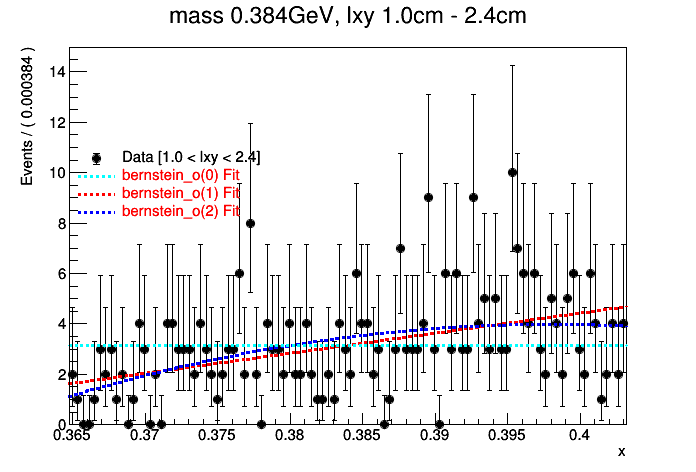 mass 0.384GeV, lxy 1.0cm - 2.4cm
Events / ( 0.000384 )
14
12
10
8
6
4
2
0
Data [1.0 < lxy < 2.4]
bernstein_o(0) Fit
bernstein_o(1) Fit
bernstein_o(2) Fit
0.365 0.37 0.375 0.38 0.385 0.39 0.395 0.4
x